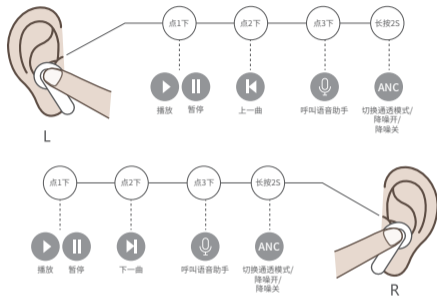 点1下 点2下 点3下 长按2S
ANC
播放 暂停 上一曲 呼叫语音助手 切换通透模式/
降噪开/
降噪关
L
点1下 点2下 点3下 长按2S
ANC
播放 暂停 下一曲 呼叫语音助手 切换通透模式/
降噪开/
降噪关
R